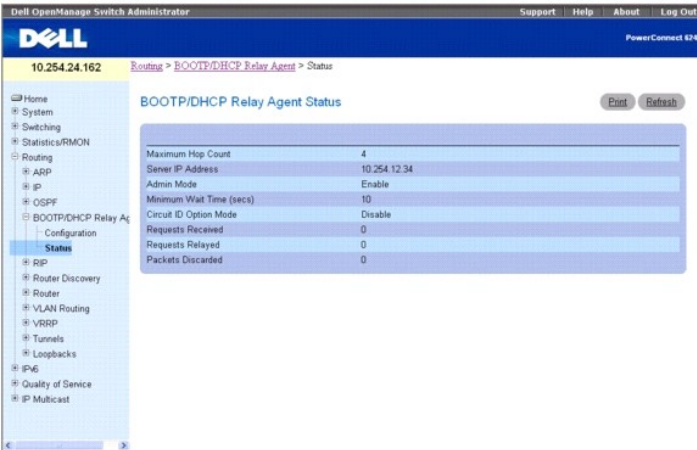 Dell OpenManage Switch Administrator Support Help About Log Out
DELL PowerConnect 624
10.254.24.162
Routing > BOOTP/DHCP Relay Agent > Status
Home
System
Switching
Statistics/RMON
Routing
ARP
IP
OSPF
BOOTP/DHCP Relay Ag
Configuration
Status
RIP
Router Discovery
Router
VLAN Routing
VRRP
Tunnels
Loopbacks
IPv6
Quality of Service
IP Multicast
BOOTP/DHCP Relay Agent Status
Print Refresh
Maximum Hop Count 4
Server IP Address 10.254.12.34
Admin Mode Enable
Minimum Wait Time (secs) 10
Circuit ID Option Mode Disable
Requests Received 0
Requests Relayed 0
Packets Discarded 0